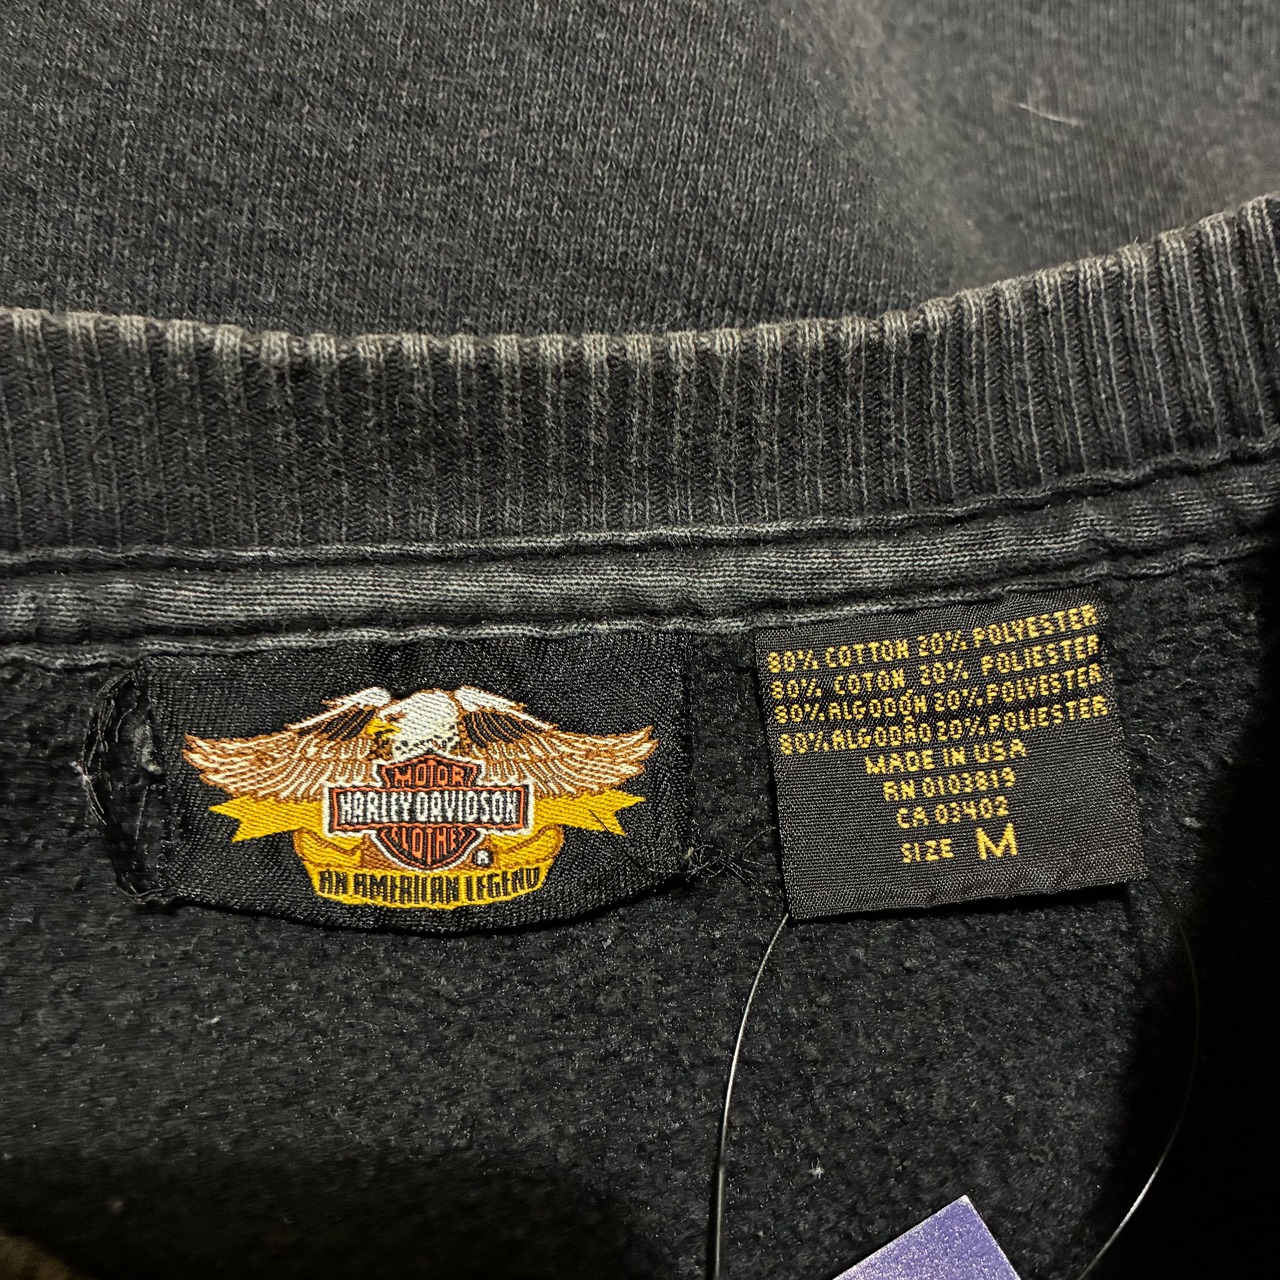 MOTOR
HARLEY-DAVIDSON
CLOTHES
®
AN AMERICAN LEGEND
80% COTTON 20% POLYESTER
80% COTON 20% POLIESTER
80% ALGODÓN 20% POLYESTER
80% ALGODÃO 20% POLIESTER
MADE IN USA
RN 0103819
CA 03402
SIZE M